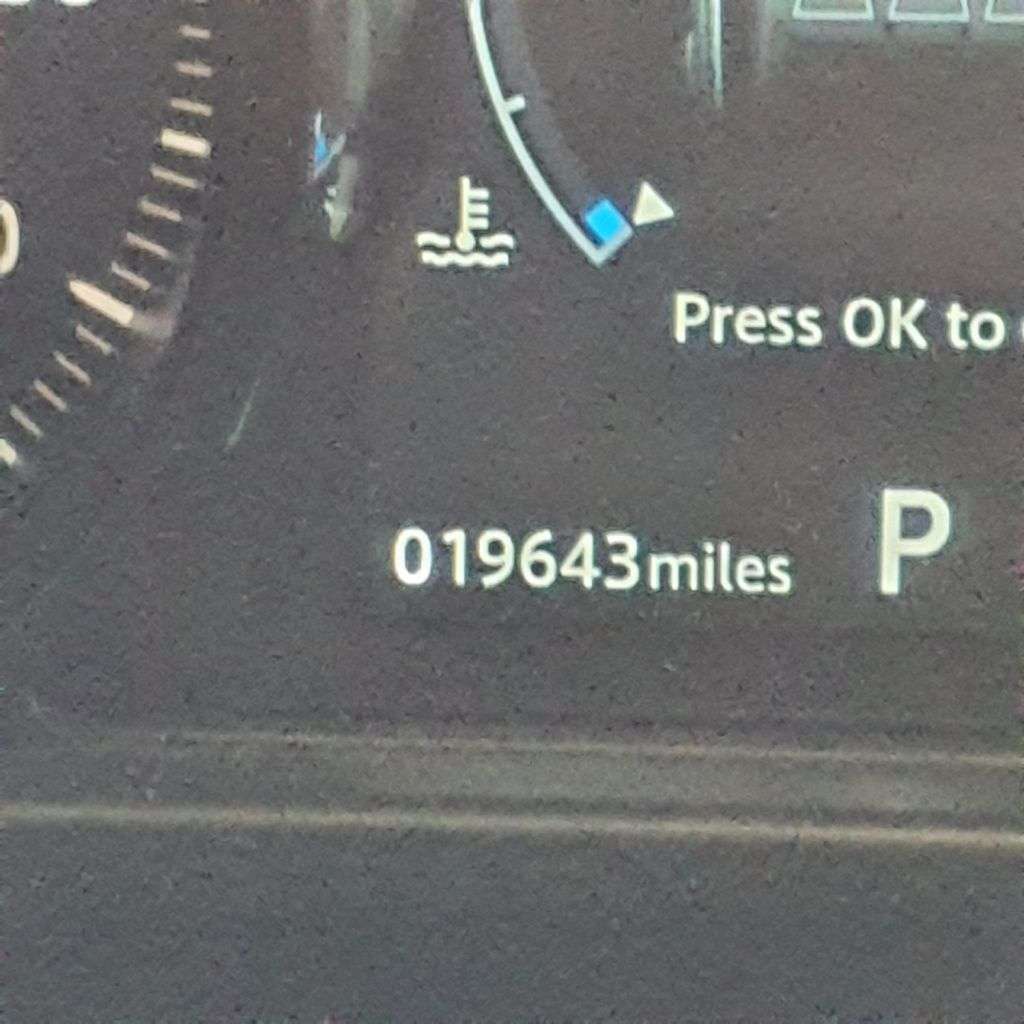 Press OK to
019643miles
P